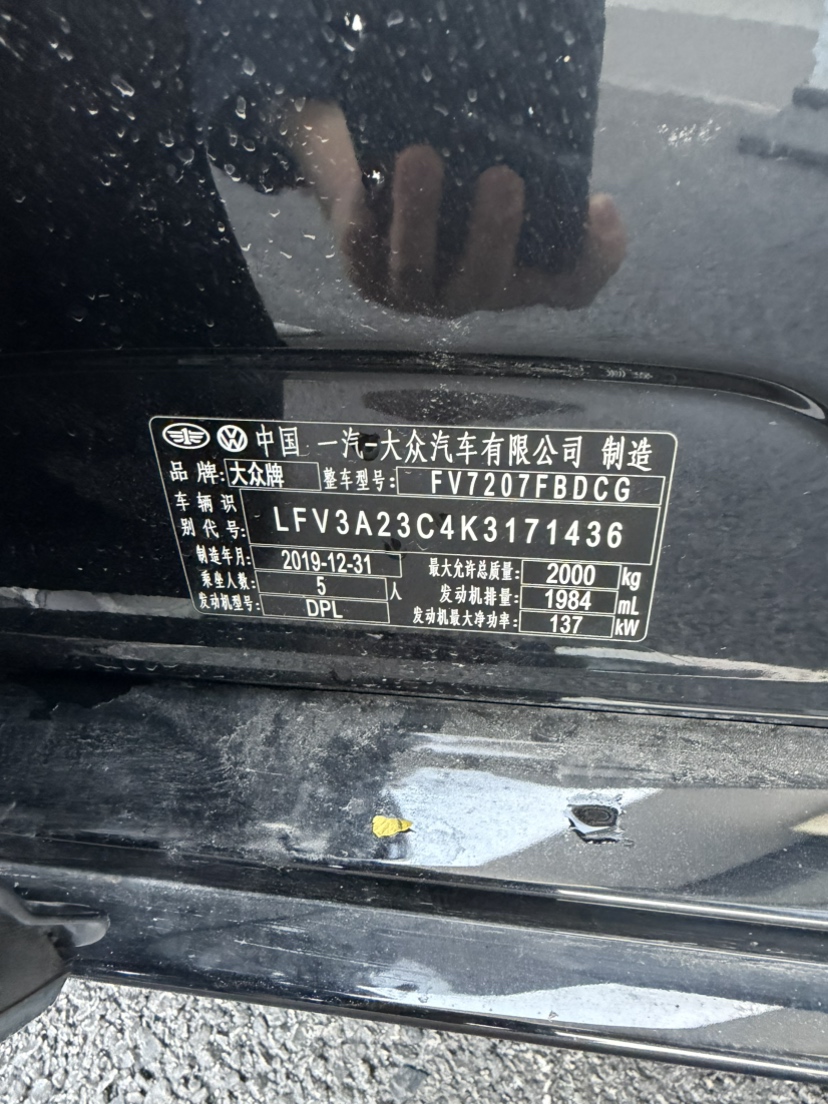 中国 一汽-大众汽车有限公司 制造
品 牌: 大众牌 整车型号: FV7207FBDCG
车 辆 识 别 代 号: LFV3A23C4K3171436
制造年月: 2019-12-31 最大允许总质量: 2000 kg
乘坐人数: 5 人 发动机排量: 1984 mL
发动机型号: DPL 发动机最大净功率: 137 kW